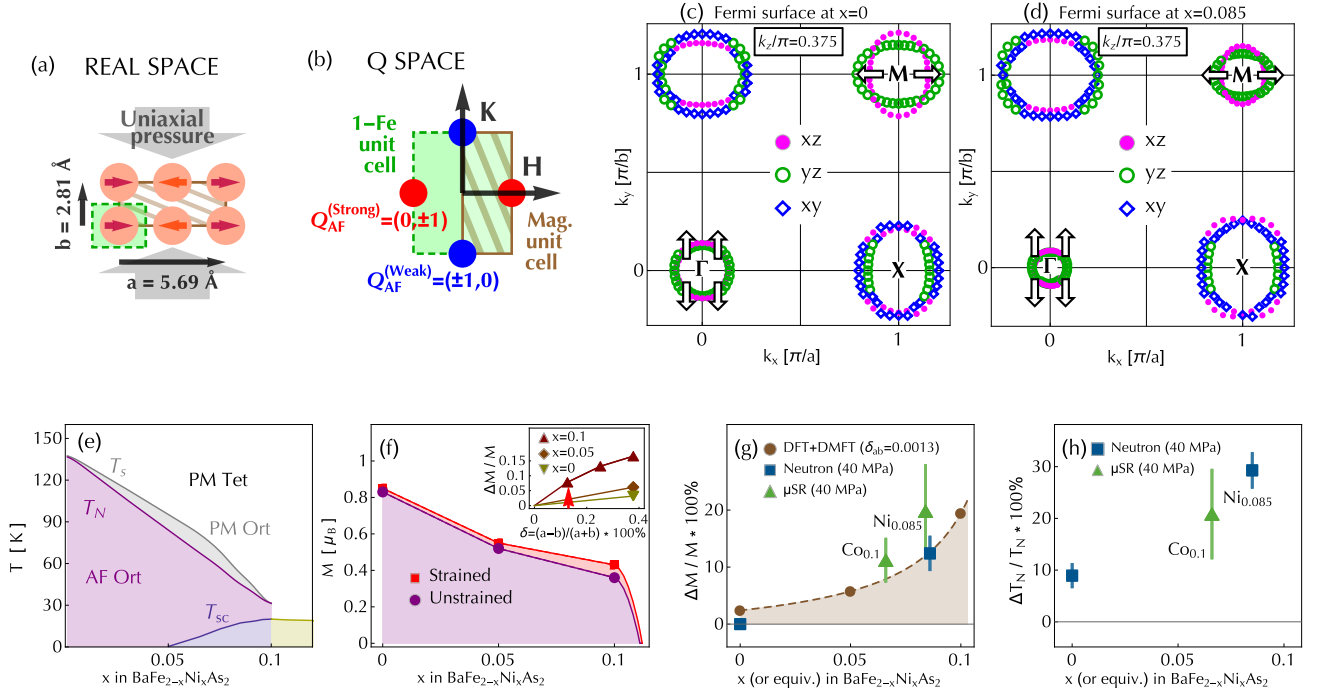 (a)
REAL SPACE
Uniaxial
pressure
b = 2.81 Å
a = 5.69 Å
(b)
Q SPACE
K
1−Fe
unit
cell
H
Q_AF^(Strong)=(0,±1)
Mag.
unit
cell
Q_AF^(Weak)=(±1,0)
(c) Fermi surface at x=0
k_z/π=0.375
M
xz
yz
xy
Γ
X
1
0
k_y [π/b]
0
1
k_x [π/a]
(d) Fermi surface at x=0.085
k_z/π=0.375
M
xz
yz
xy
Γ
X
1
0
k_y [π/b]
0
1
k_x [π/a]
(e)
T_s
PM Tet
T_N
PM Ort
AF Ort
T_SC
150
120
90
60
30
0
T [ K]
0.05
0.1
x in BaFe₂₋ₓNiₓAs₂
(f)
x=0.1
x=0.05
x=0
ΔM / M
0.15
0.1
0.05
0
0
0.2
0.4
δ=(a−b)/(a+b) * 100%
Strained
Unstrained
1
0.8
0.6
0.4
0.2
0
M [ μ_B]
0
0.05
0.1
x in BaFe₂₋ₓNiₓAs₂
(g)
DFT+DMFT (δ_ab=0.0013)
Neutron (40 MPa)
μSR (40 MPa)
Ni₀.₀₈₅
Co₀.₁
30
20
10
0
ΔM / M * 100%
0
0.05
0.1
x (or equiv.) in BaFe₂₋ₓNiₓAs₂
(h)
Neutron (40 MPa)
μSR (40 MPa)
Ni₀.₀₈₅
Co₀.₁
30
20
10
0
ΔT_N / T_N * 100%
0
0.05
0.1
x (or equiv.) in BaFe₂₋ₓNiₓAs₂